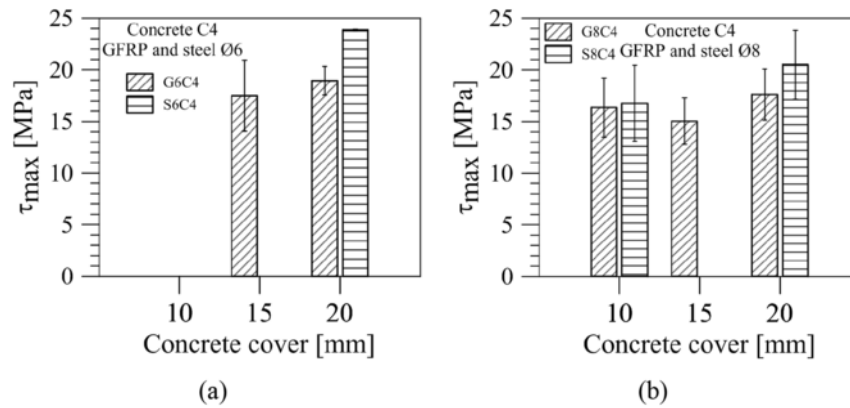 Concrete C4
GFRP and steel Ø6
G6C4
S6C4
25
20
15
10
5
0
τmax [MPa]
10 15 20
Concrete cover [mm]
(a)
G8C4
S8C4
Concrete C4
GFRP and steel Ø8
25
20
15
10
5
0
τmax [MPa]
10 15 20
Concrete cover [mm]
(b)